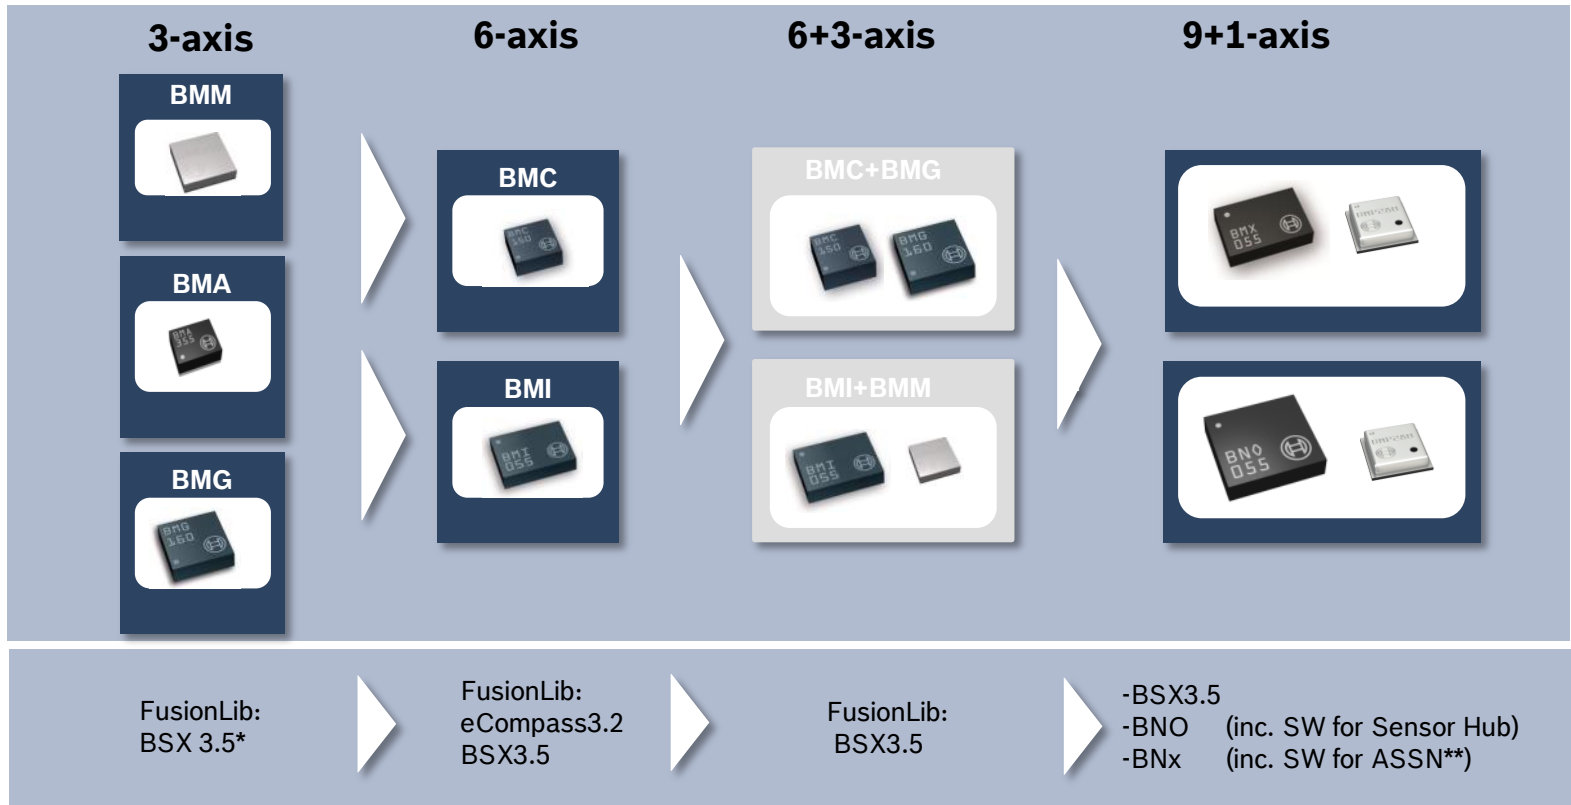 3-axis
6-axis
6+3-axis
9+1-axis
BMM
BMA
BMA
355
BMG
BMG
160
BMC
BMC
150
BMI
BMI
055
BMC+BMG
BMC
150
BMG
160
BMI+BMM
BMI
055
BMX
055
BMP280
BNO
055
BMP280
FusionLib:
BSX 3.5*
FusionLib:
eCompass3.2
BSX3.5
FusionLib:
BSX3.5
-BSX3.5
-BNO (inc. SW for Sensor Hub)
-BNx (inc. SW for ASSN**)